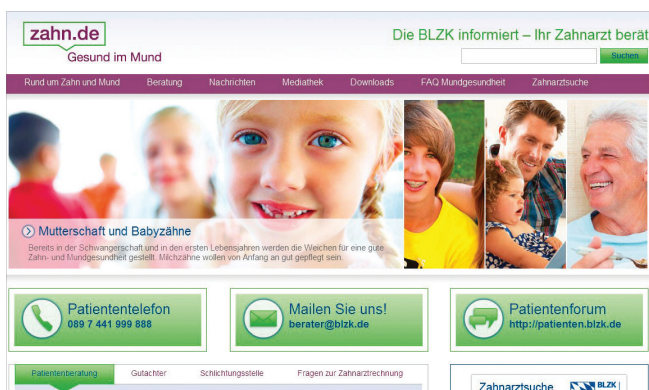 zahn.de
Gesund im Mund
Die BLZK informiert – Ihr Zahnarzt berät
Suchen
Rund um Zahn und Mund Beratung Nachrichten Mediathek Downloads FAQ Mundgesundheit Zahnarztsuche
Mutterschaft und Babyzähne
Bereits in der Schwangerschaft und in den ersten Lebensjahren werden die Weichen für eine gute
Zahn- und Mundgesundheit gestellt. Milchzähne wollen von Anfang an gut gepflegt sein.
Patiententelefon
089 7 441 999 888
Mailen Sie uns!
berater@blzk.de
Patientenforum
http://patienten.blzk.de
Patientenberatung Gutachter Schlichtungsstelle Fragen zur Zahnarztrechnung
Zahnarztsuche BLZK